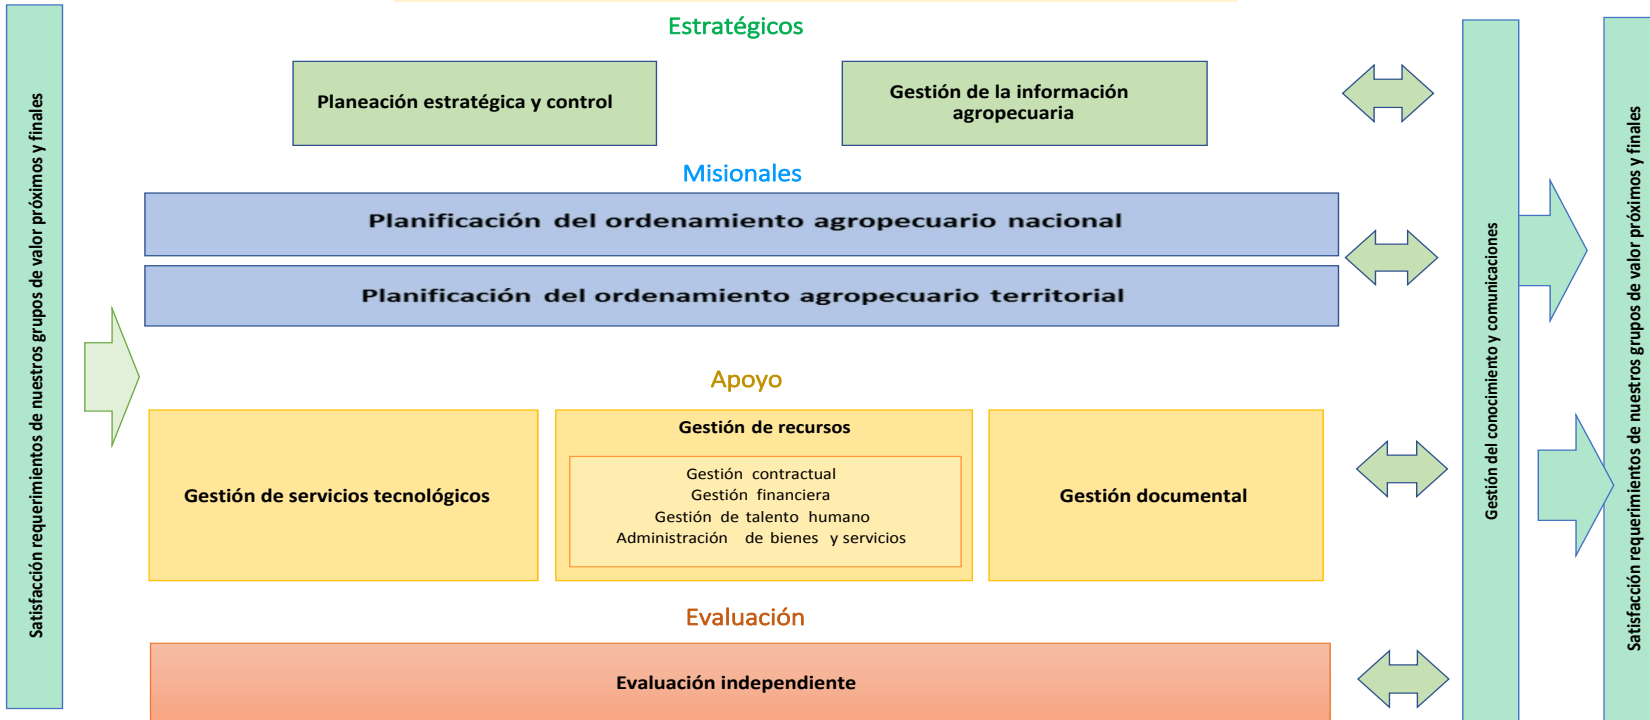 Satisfacción requerimientos de nuestros grupos de valor próximos y finales
Estratégicos
Planeación estratégica y control
Gestión de la información
agropecuaria
Misionales
Planificación del ordenamiento agropecuario nacional
Planificación del ordenamiento agropecuario territorial
Apoyo
Gestión de servicios tecnológicos
Gestión de recursos
Gestión contractual
Gestión financiera
Gestión de talento humano
Administración de bienes y servicios
Gestión documental
Evaluación
Evaluación independiente
Gestión del conocimiento y comunicaciones
Satisfacción requerimientos de nuestros grupos de valor próximos y finales